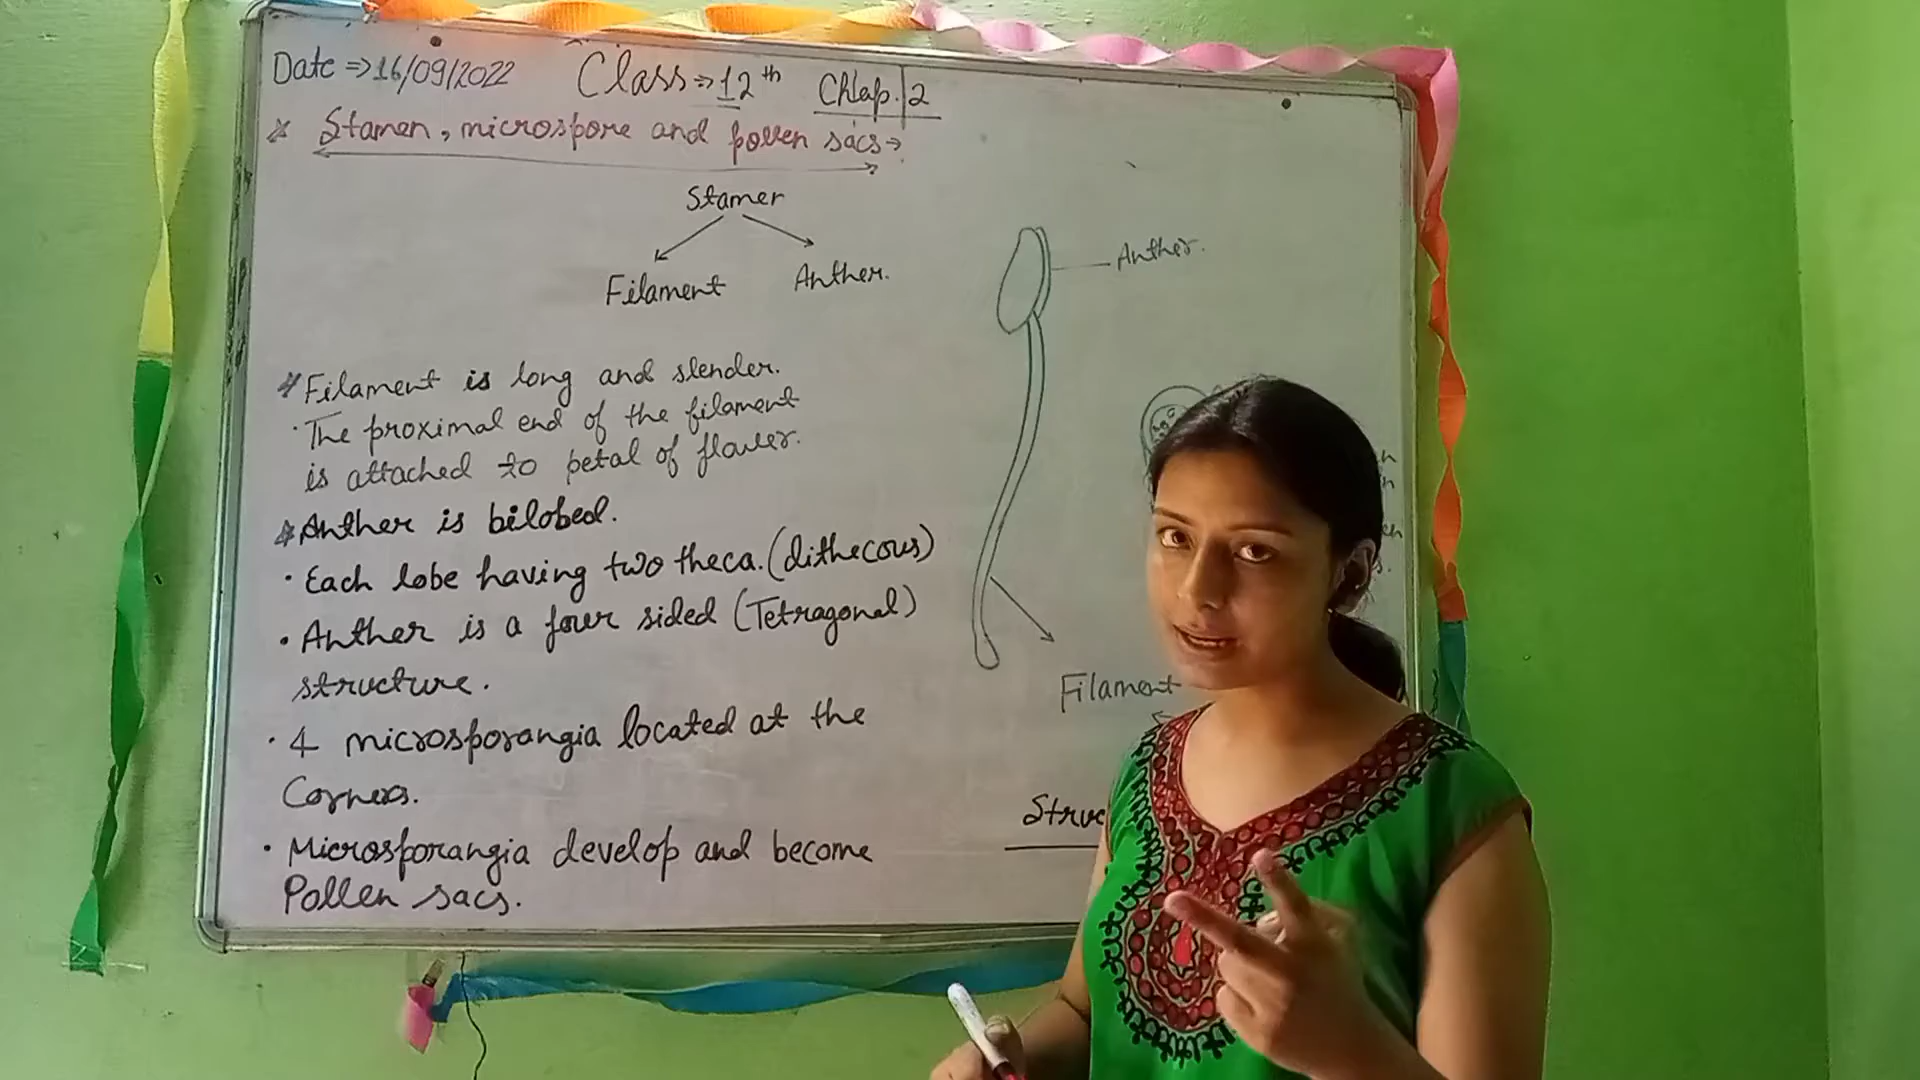 Date ⇒ 16/09/2022 Class ⇒ 12th Chap. 2
Stamen, microspore and pollen sacs →
Stamen
Filament Anther.
Filament is long and slender.
· The proximal end of the filament
is attached to petal of flower.
Anther is bilobed.
· Each lobe having two theca. (dithecous)
· Anther is a four sided (Tetragonal)
structure.
· 4 microsporangia located at the
Corners.
· Microsporangia develop and become
Pollen sacs.
Anther.
Filament
Struc